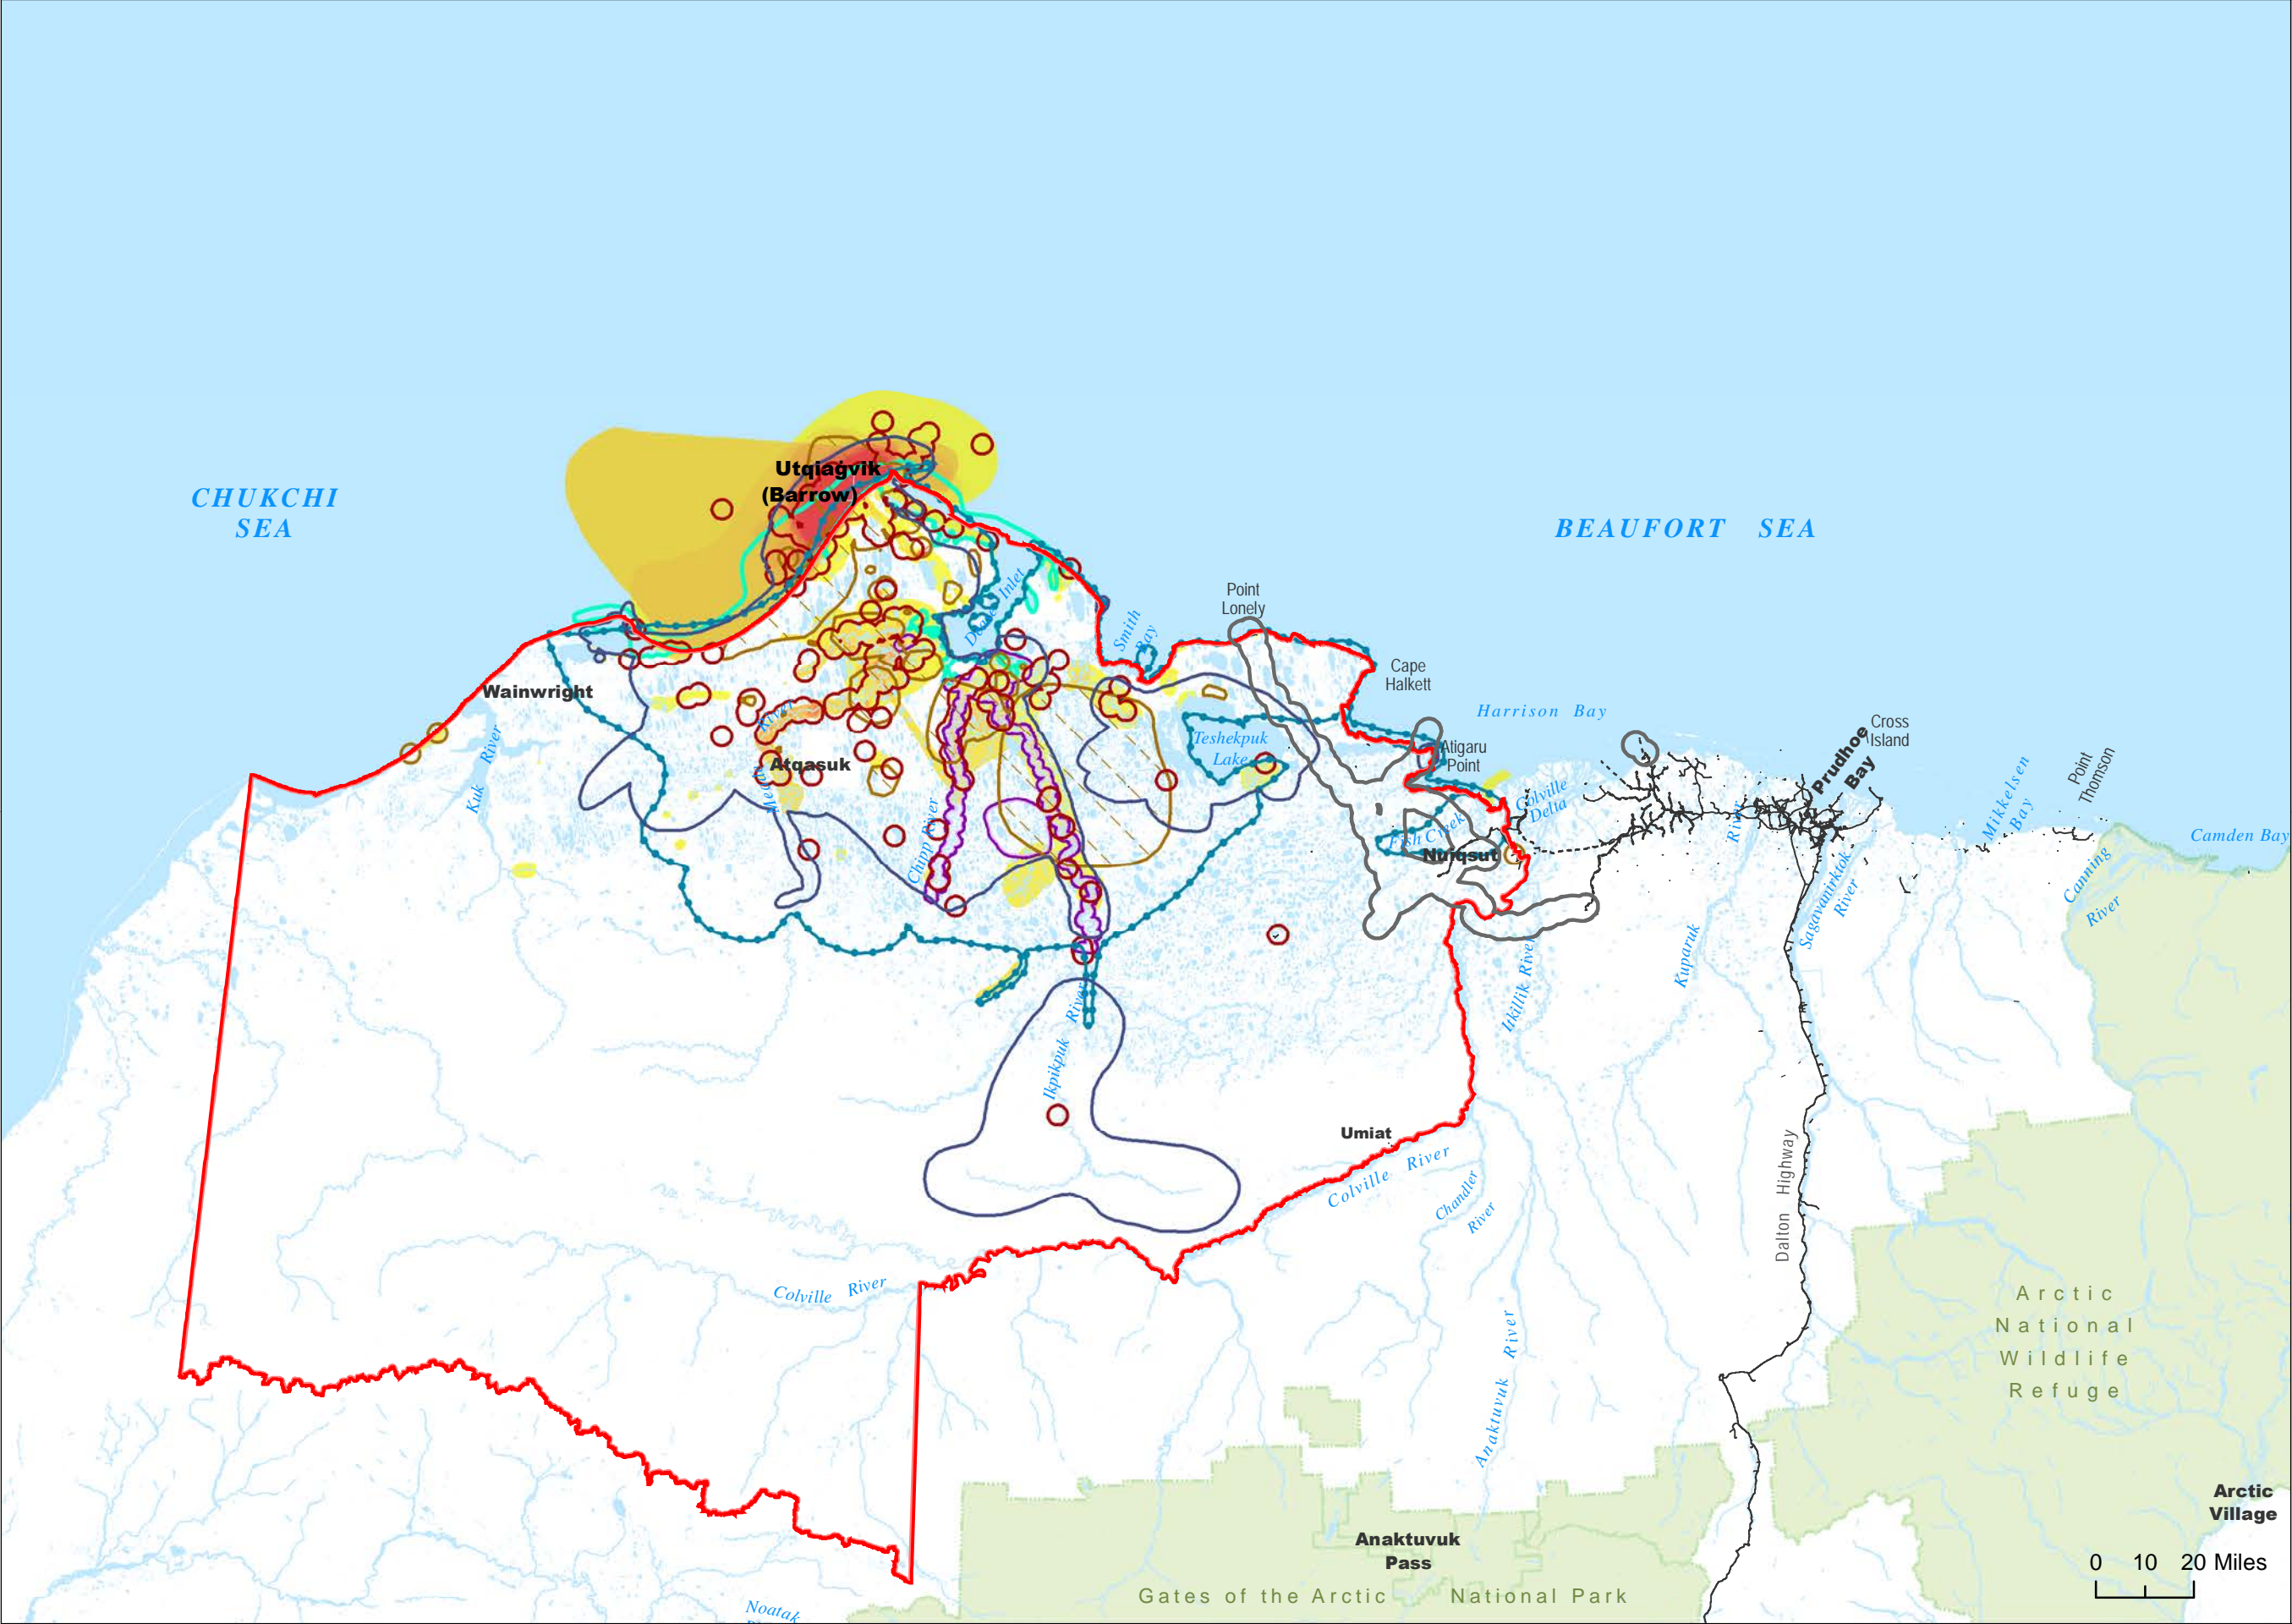 Utqiaġvik
(Barrow)
CHUKCHI
SEA
BEAUFORT SEA
Point
Lonely
Dease Inlet
Smith
Bay
Cape
Halkett
Wainwright
Harrison Bay
Cross
Island
Prudhoe
Bay
Kuk River
River
Teshekpuk
Lake
Atigaru
Point
Point
Thomson
Mikkelsen
Bay
Atqasuk
Meade
Colville
Delta
Fish Creek
River
Camden Bay
Nuiqsut
Chipp River
Canning
River
Sagavanirktok
River
Kuparuk
Itkillik River
Ikpikpuk River
Umiat
Colville River
Chandler
River
Dalton Highway
Colville River
Arctic
National
Wildlife
Refuge
Anaktuvuk River
Arctic
Village
Anaktuvuk
Pass
0 10 20 Miles
Gates of the Arctic National Park
Noatak